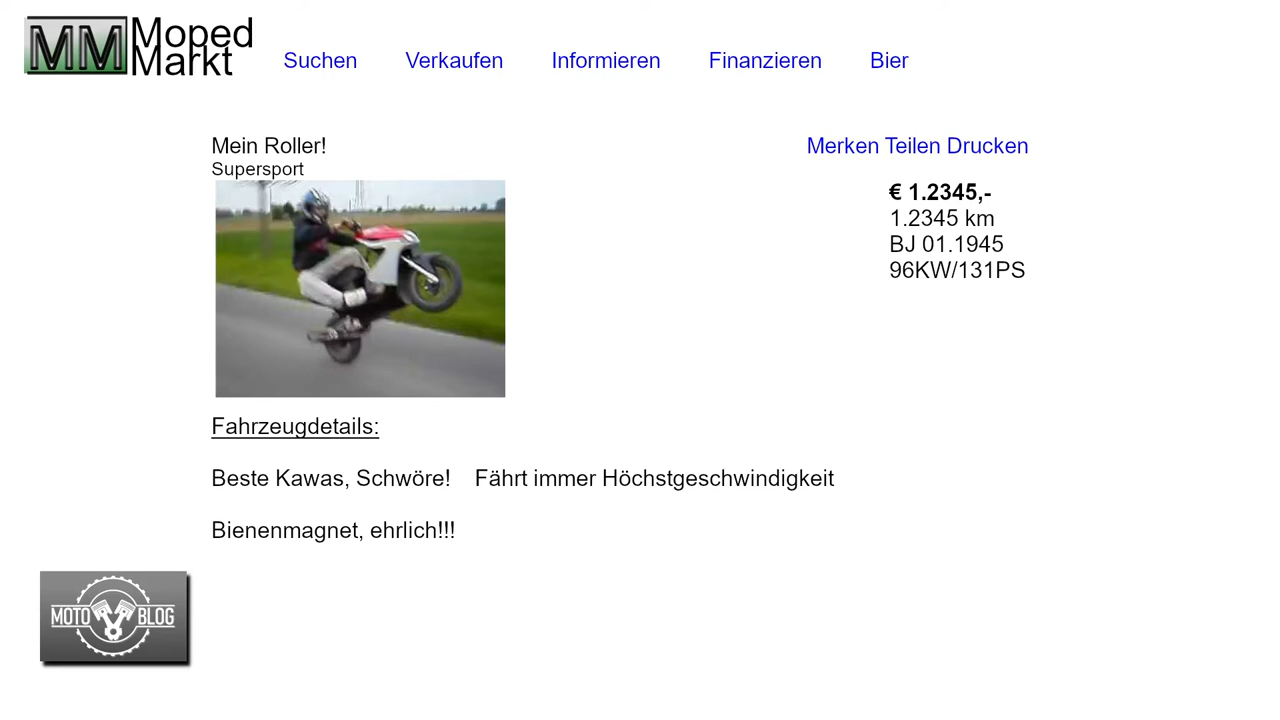 MM Moped
Markt
Suchen Verkaufen Informieren Finanzieren Bier
Mein Roller!
Merken Teilen Drucken
Supersport
€ 1.2345,-
1.2345 km
BJ 01.1945
96KW/131PS
Fahrzeugdetails:
Beste Kawas, Schwöre! Fährt immer Höchstgeschwindigkeit
Bienenmagnet, ehrlich!!!
MOTO BLOG